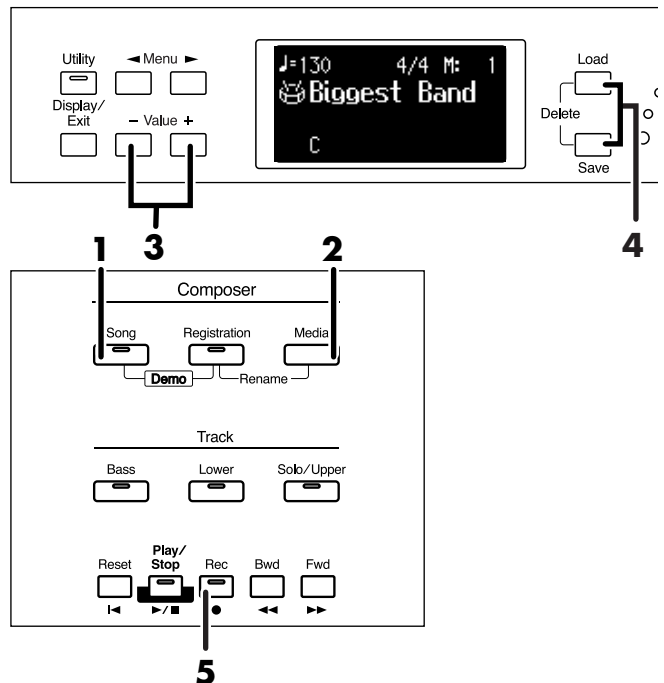 Utility
◄ Menu ►
Display/
Exit
– Value +
♩=130 4/4 M: 1
Biggest Band
C
Load
Delete
Save
3
4
1
2
Composer
Song
Registration
Media
Demo
Rename
Track
Bass
Lower
Solo/Upper
Reset
Play/
Stop
Rec
Bwd
Fwd
I◄
►/■
●
◄◄
►►
5